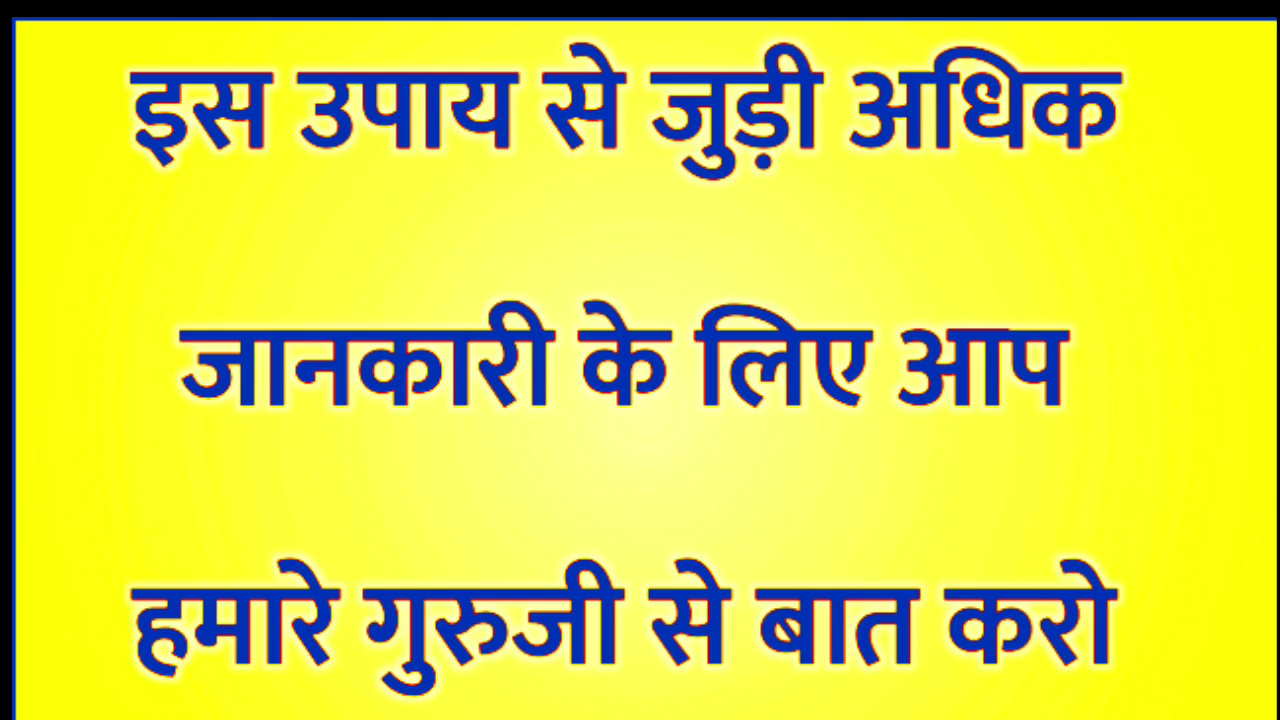 इस उपाय से जुड़ी अधिक
जानकारी के लिए आप
हमारे गुरुजी से बात करो